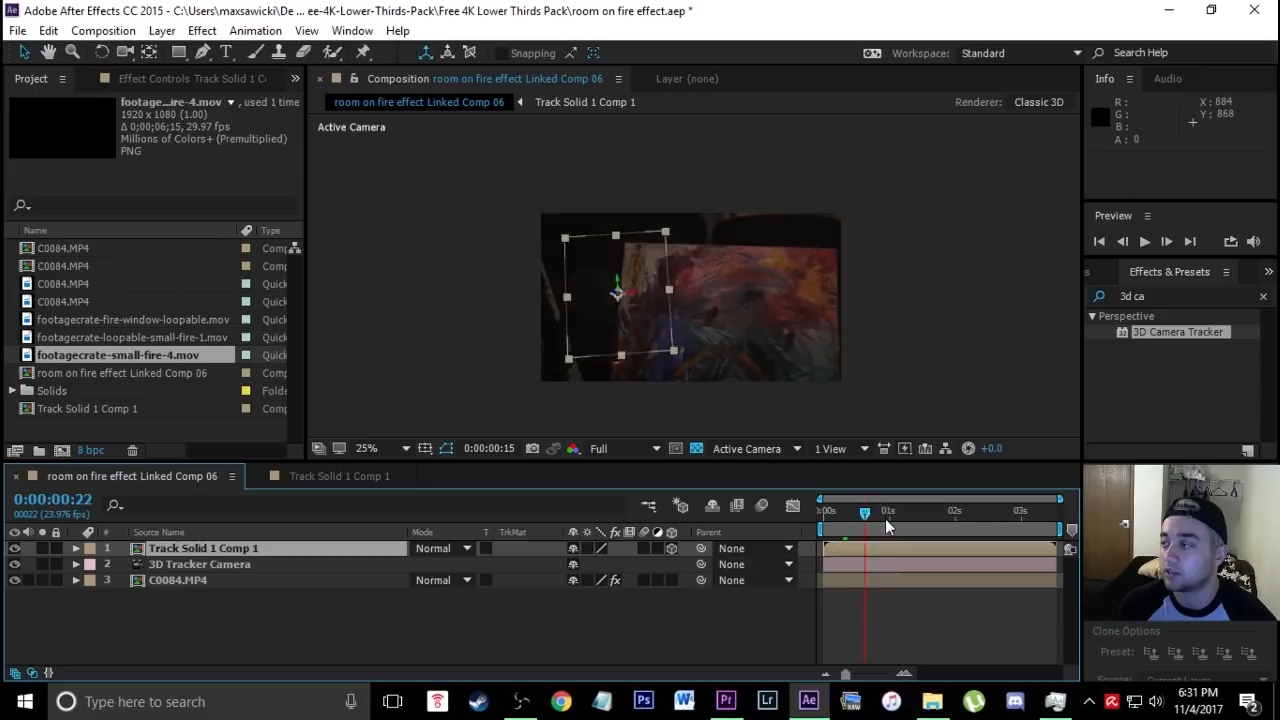 Adobe After Effects CC 2015 - C:\Users\maxsawicki\De ... ee-4K-Lower-Thirds-Pack\Free 4K Lower Thirds Pack\room on fire effect.aep *
File Edit Composition Layer Effect Animation View Window Help
Snapping Workspace: Standard Search Help
Project Effect Controls Track Solid 1 C Composition room on fire effect Linked Comp 06 Layer (none) Info Audio
footage...ire-4.mov , used 1 time
1920 x 1080 (1.00)
Δ 0;00;06;15, 29.97 fps
Millions of Colors+ (Premultiplied)
PNG
room on fire effect Linked Comp 06 Track Solid 1 Comp 1 Renderer: Classic 3D
Active Camera
R :
G :
B :
A : 0
X : 884
Y : 868
Preview
Name Type
C0084.MP4 Comp
C0084.MP4 Comp
C0084.MP4 Quick
C0084.MP4 Quick
footagecrate-fire-window-loopable.mov Quick
footagecrate-loopable-small-fire-1.mov Quick
footagecrate-small-fire-4.mov Quick
room on fire effect Linked Comp 06 Comp
Solids Folde
Track Solid 1 Comp 1 Comp
8 bpc
s Effects & Presets
3d ca
Perspective
3D Camera Tracker
25% 0:00:00:15 Full Active Camera 1 View +0.0
room on fire effect Linked Comp 06 Track Solid 1 Comp 1
0:00:00:22
00022 (23.976 fps)
:00s 01s 02s 03s
# Source Name Mode T TrkMat Parent
1 Track Solid 1 Comp 1 Normal None
2 3D Tracker Camera None
3 C0084.MP4 Normal None
Clone Options
Preset:
Type here to search
6:31 PM
11/4/2017
2